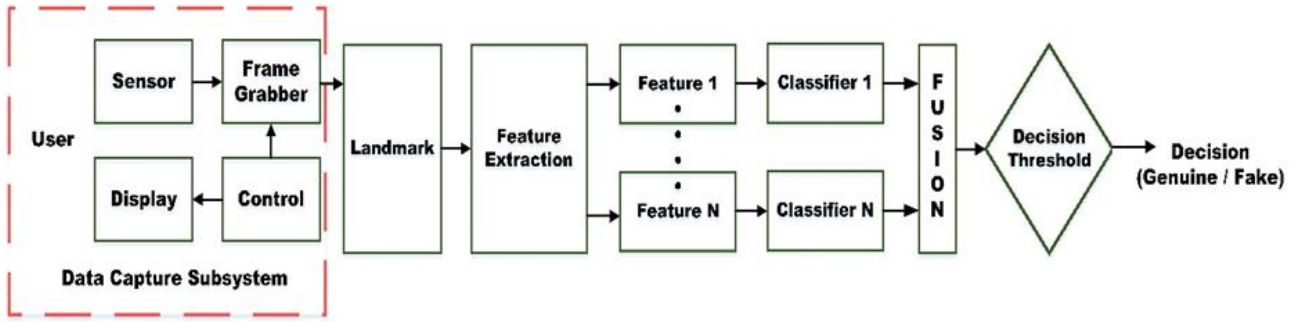 Sensor
Frame
Grabber
User
Display
Control
Data Capture Subsystem
Landmark
Feature
Extraction
Feature 1
Classifier 1
Feature N
Classifier N
FUSION
Decision
Threshold
Decision
(Genuine / Fake)